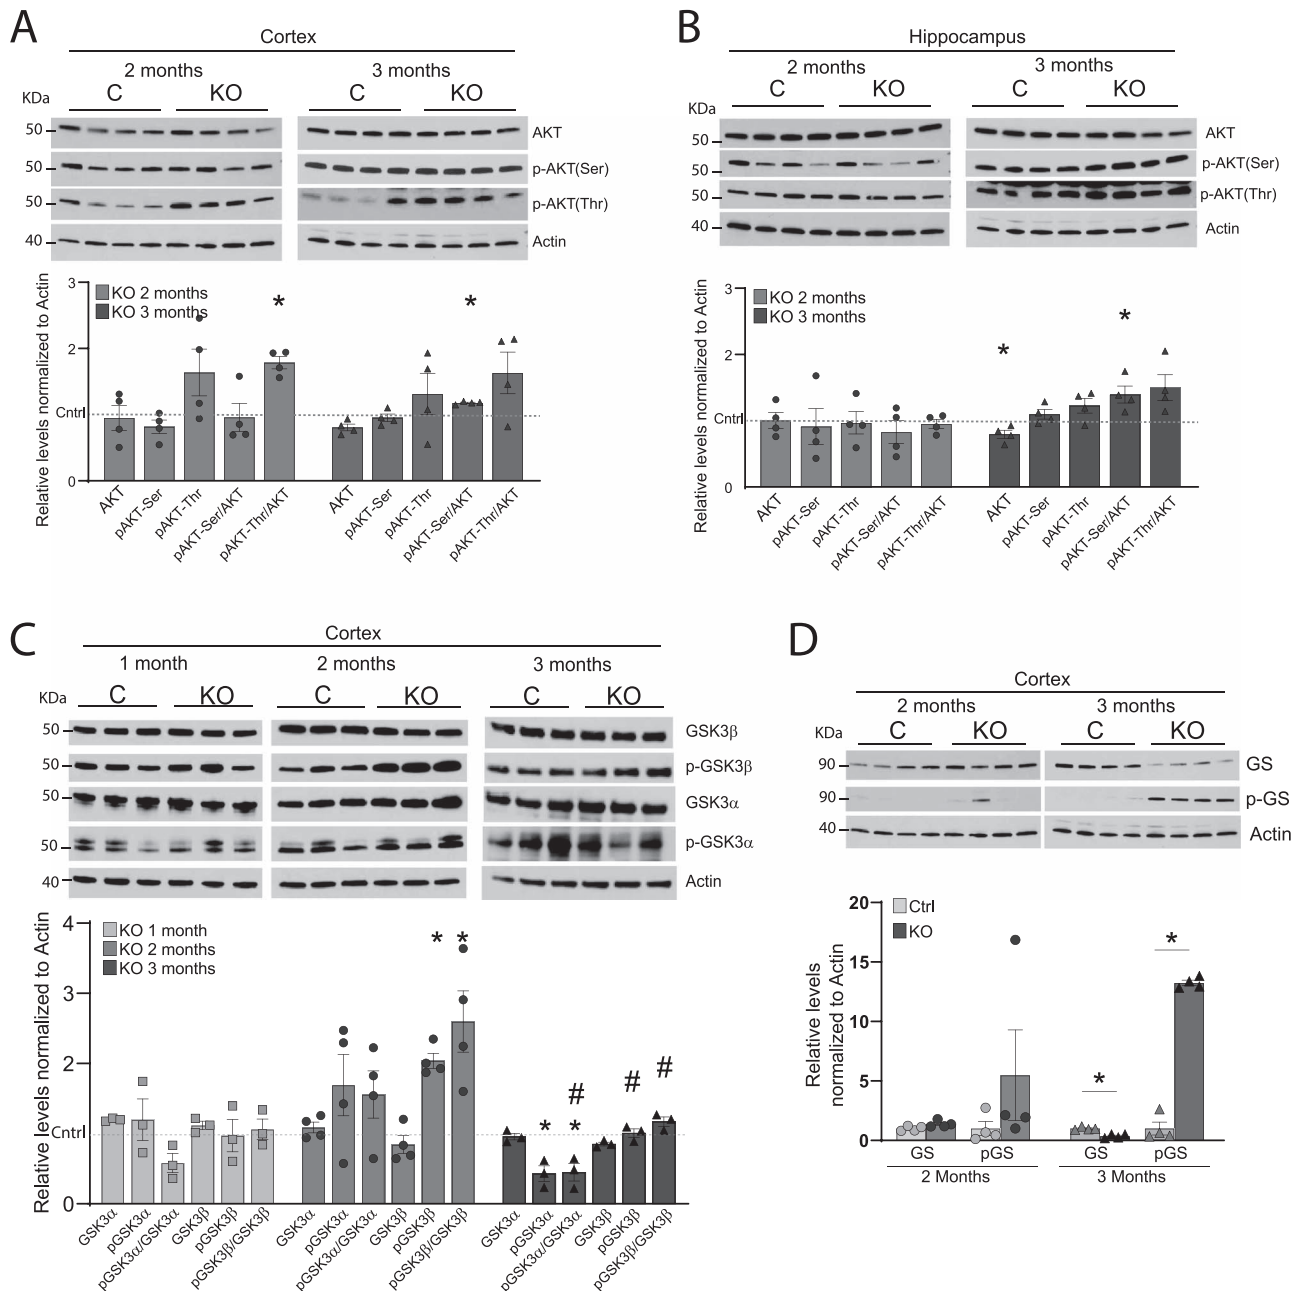 A
Cortex
2 months
3 months
C
KO
C
KO
KDa
50
AKT
50
p-AKT(Ser)
50
p-AKT(Thr)
40
Actin
Relative levels normalized to Actin
3
2
Cntrl
0
KO 2 months
KO 3 months
*
*
AKT
pAKT-Ser
pAKT-Thr
pAKT-Ser/AKT
pAKT-Thr/AKT
AKT
pAKT-Ser
pAKT-Thr
pAKT-Ser/AKT
pAKT-Thr/AKT
B
Hippocampus
2 months
3 months
C
KO
C
KO
KDa
50
AKT
50
p-AKT(Ser)
50
p-AKT(Thr)
40
Actin
Relative levels normalized to Actin
3
2
Cntrl
0
KO 2 months
KO 3 months
*
*
AKT
pAKT-Ser
pAKT-Thr
pAKT-Ser/AKT
pAKT-Thr/AKT
AKT
pAKT-Ser
pAKT-Thr
pAKT-Ser/AKT
pAKT-Thr/AKT
C
Cortex
1 month
2 months
3 months
C
KO
C
KO
C
KO
KDa
50
GSK3β
50
p-GSK3β
50
GSK3α
50
p-GSK3α
40
Actin
Relative levels normalized to Actin
4
3
2
Cntrl
0
KO 1 month
KO 2 months
KO 3 months
* *
* *
# # #
GSK3α
pGSK3α
pGSK3α/GSK3α
GSK3β
pGSK3β
pGSK3β/GSK3β
GSK3α
pGSK3α
pGSK3α/GSK3α
GSK3β
pGSK3β
pGSK3β/GSK3β
GSK3α
pGSK3α
pGSK3α/GSK3α
GSK3β
pGSK3β
pGSK3β/GSK3β
D
Cortex
2 months
3 months
C
KO
C
KO
KDa
90
GS
90
p-GS
40
Actin
Relative levels
normalized to Actin
20
15
10
5
0
Ctrl
KO
*
*
GS
pGS
GS
pGS
2 Months
3 Months